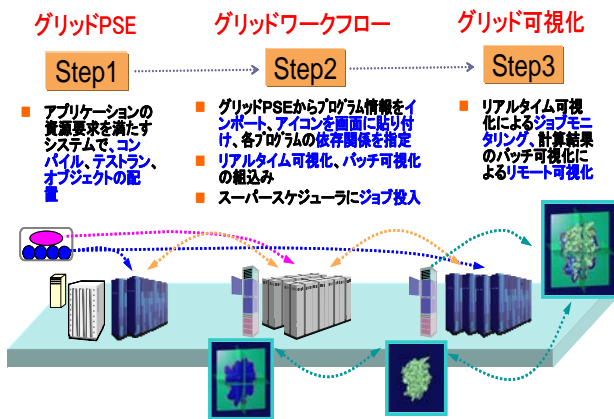 グリッドPSE
グリッドワークフロー
グリッド可視化
Step1
Step2
Step3
アプリケーションの
資源要求を満たす
システムで、コン
パイル、テストラン、
オブジェクトの配
置
グリッドPSEからプログラム情報をイ
ンポート、アイコンを画面に貼り付
け、各プログラムの依存関係を指定
リアルタイム可視化、バッチ可視化
の組込み
スーパースケジューラにジョブ投入
リアルタイム可視
化によるジョブモニ
タリング、計算結果
のバッチ可視化に
よるリモート可視化